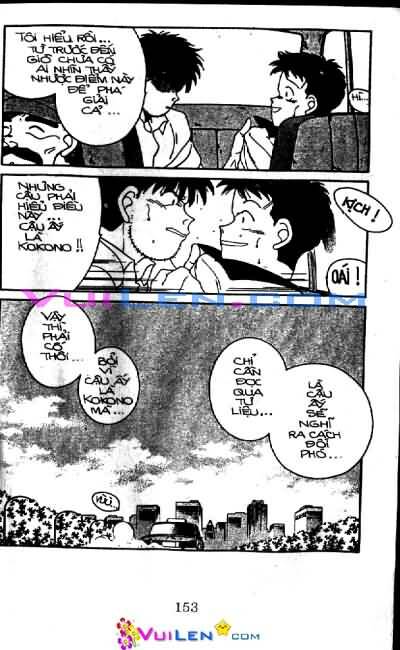 TÔI HIỂU RỒI...
TỪ TRƯỚC ĐẾN
GIỜ CHƯA CÓ
AI NHÌN THẤY
NHƯỢC ĐIỂM NÀY
ĐỂ PHÁ
GIẢI
CẢ...
HÍ...
NHƯNG,
CẬU PHẢI
HIỂU ĐIỀU
NÀY...
CẬU ẤY
LÀ
KOKONO!!
KỊCH!
OÁI!
VUILEN.COM
VẬY
THÌ,
PHẢI
CỐ
THÔI...
BỞI
VÌ
CẬU ẤY
LÀ
KOKONO
MÀ...
CHỈ
CẦN
ĐỌC
QUA
TƯ
LIỆU...
LÀ
CẬU
ẤY
SẼ
NGHĨ
RA CÁCH
ĐỐI
PHÓ...
153
VUILEN.COM